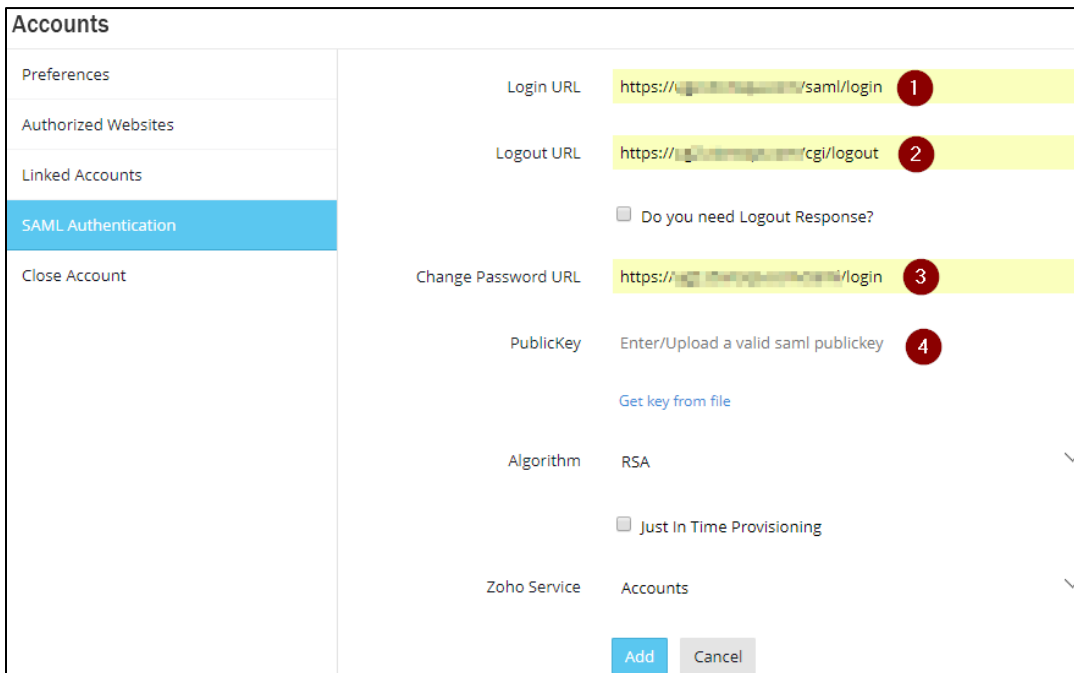 Accounts
Preferences
Authorized Websites
Linked Accounts
SAML Authentication
Close Account
Login URL https:// /saml/login 1
Logout URL https:// /cgi/logout 2
Do you need Logout Response?
Change Password URL https:// /login 3
PublicKey Enter/Upload a valid saml publickey 4
Get key from file
Algorithm RSA
Just In Time Provisioning
Zoho Service Accounts
Add Cancel